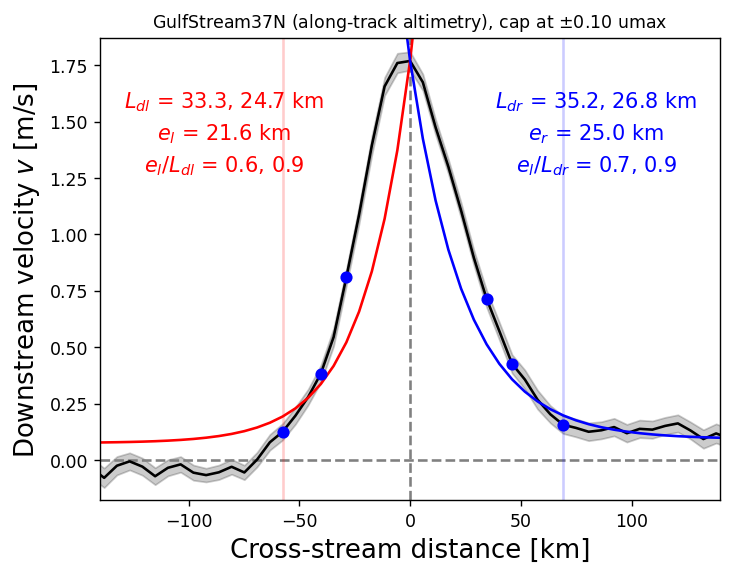 GulfStream37N (along-track altimetry), cap at ±0.10 umax
L_dl = 33.3, 24.7 km
e_l = 21.6 km
e_l/L_dl = 0.6, 0.9
L_dr = 35.2, 26.8 km
e_r = 25.0 km
e_l/L_dr = 0.7, 0.9
Downstream velocity v [m/s]
1.75
1.50
1.25
1.00
0.75
0.50
0.25
0.00
−100 −50 0 50 100
Cross-stream distance [km]